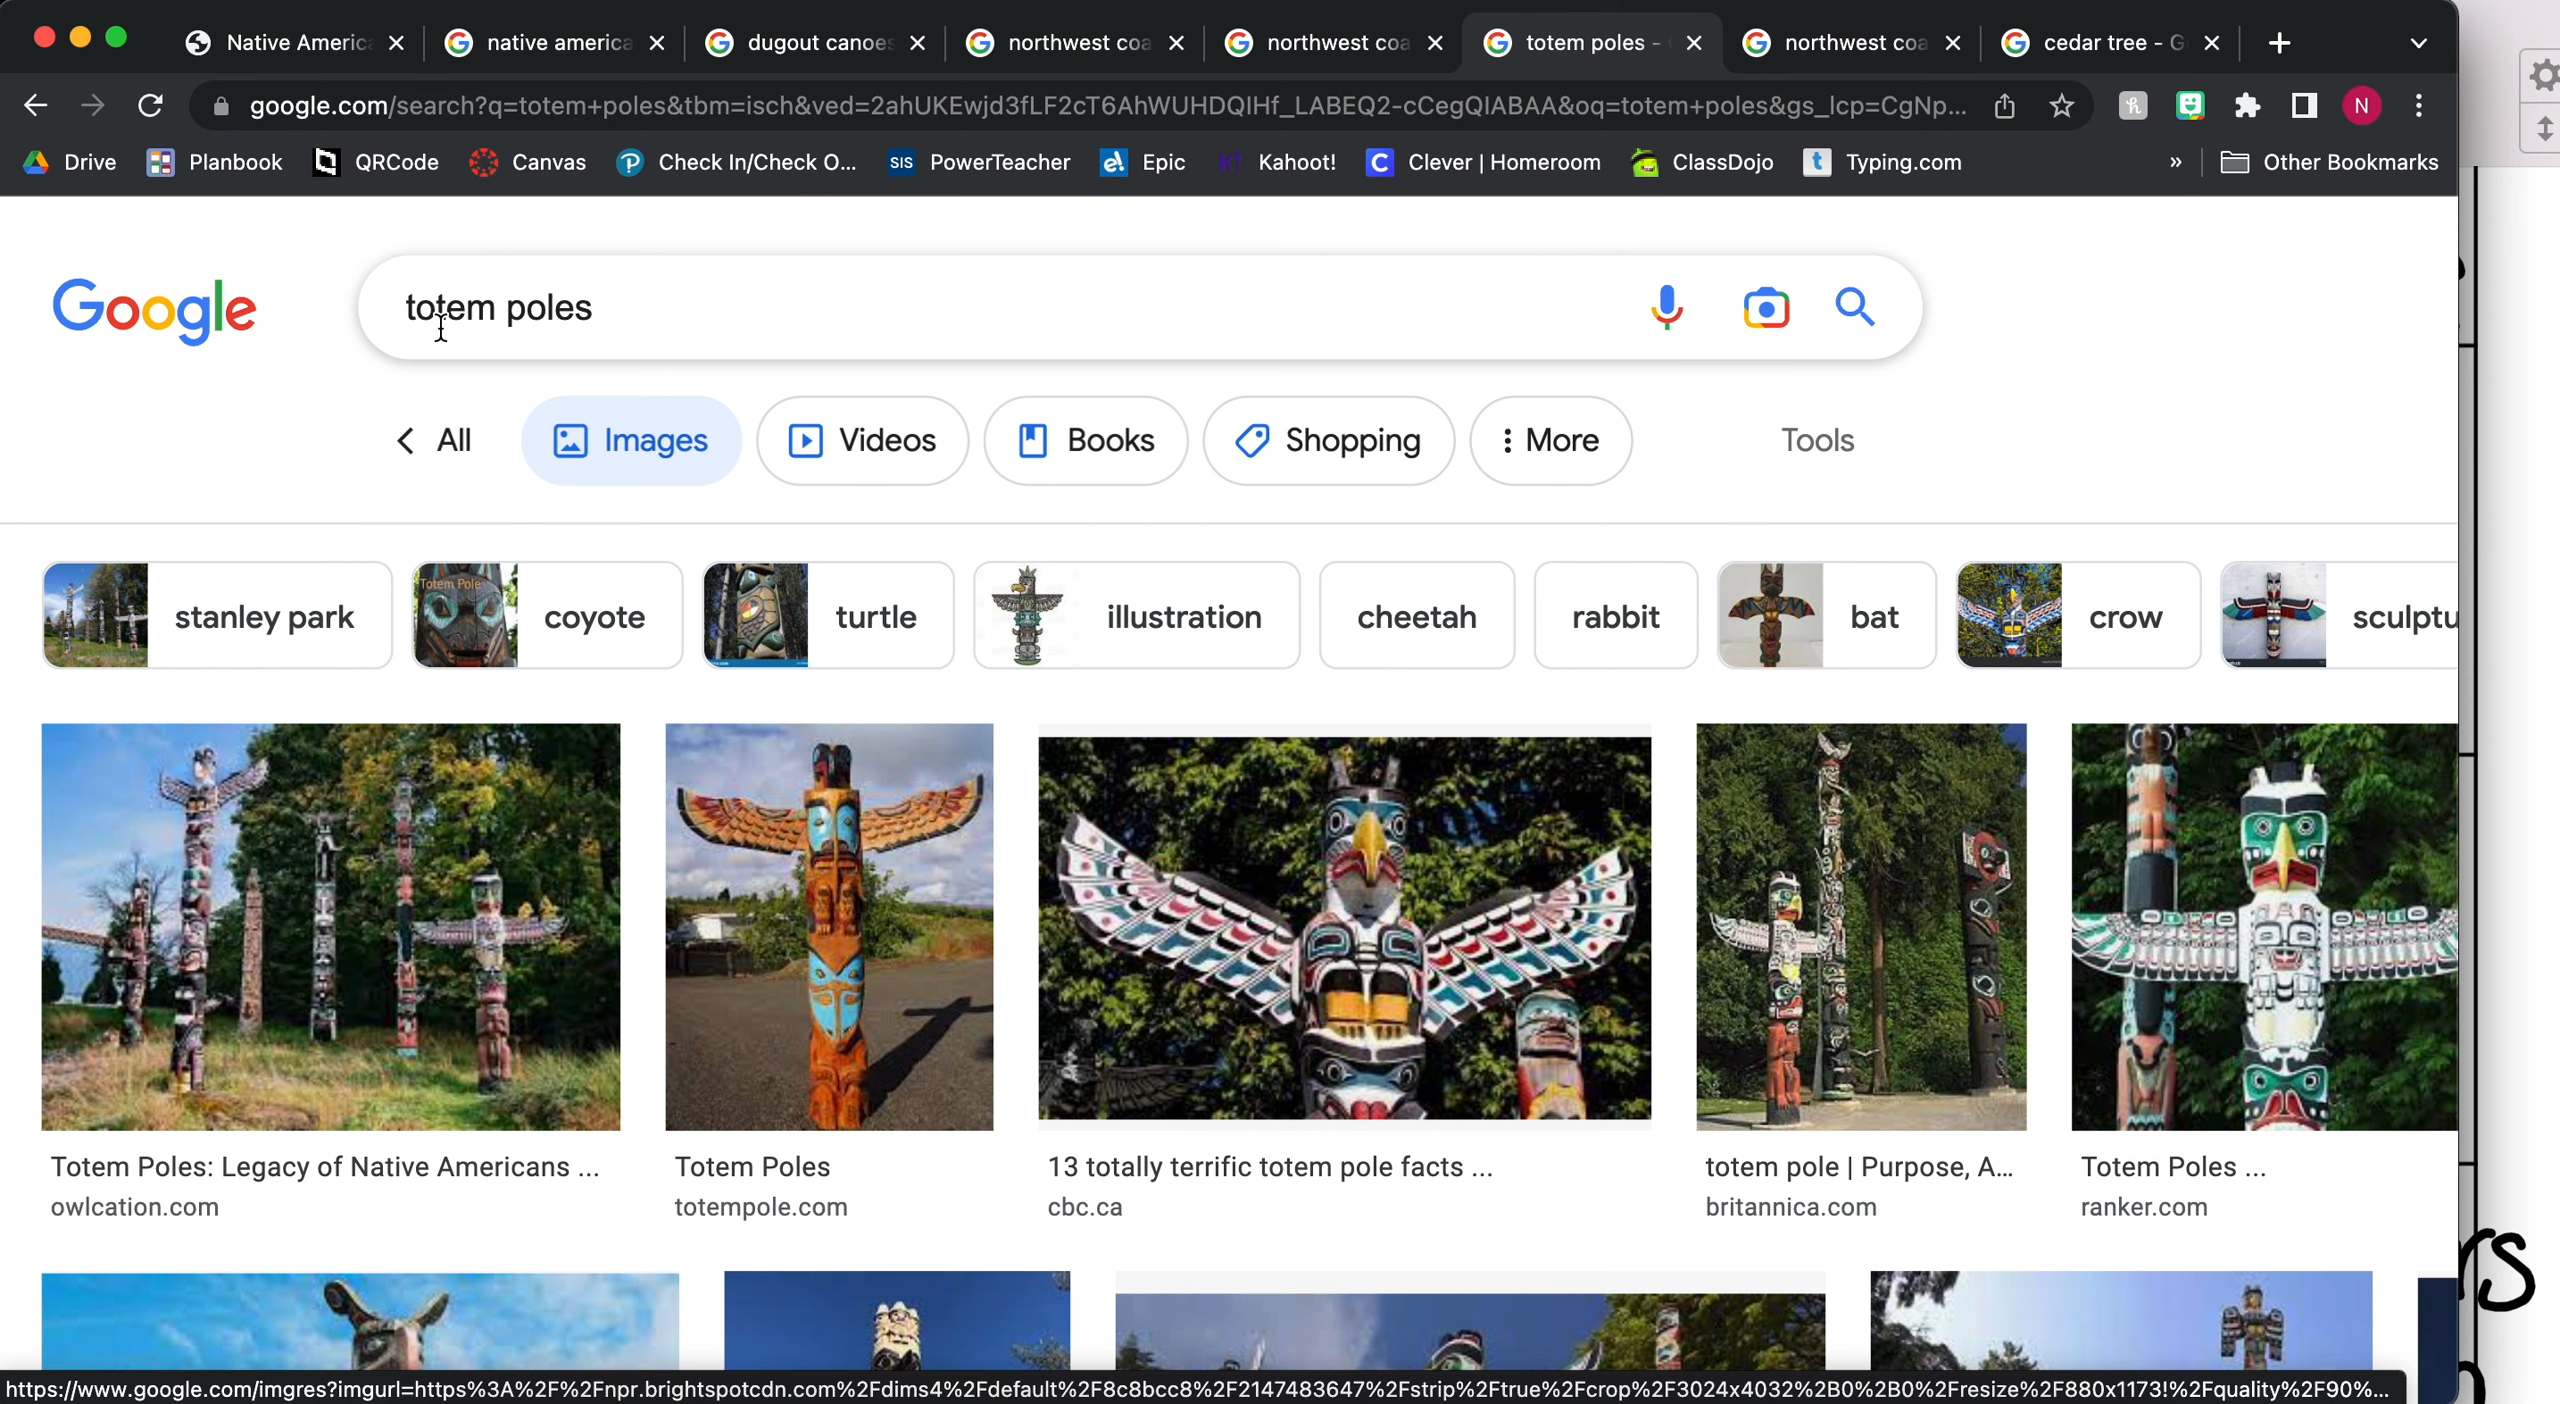 Native Americ
native america
dugout canoes
northwest coa
northwest coa
totem poles - G
northwest coa
cedar tree - G
google.com/search?q=totem+poles&tbm=isch&ved=2ahUKEwjd3fLF2cT6AhWUHDQIHf_LABEQ2-cCegQIABAA&oq=totem+poles&gs_lcp=CgNp...
N
Drive
Planbook
QRCode
Canvas
Check In/Check O...
SIS
PowerTeacher
Epic
Kahoot!
Clever | Homeroom
ClassDojo
Typing.com
»
Other Bookmarks
Google
totem poles
All
Images
Videos
Books
Shopping
More
Tools
stanley park
Totem Poles
coyote
turtle
illustration
cheetah
rabbit
bat
crow
sculptu
Totem Poles: Legacy of Native Americans ...
owlcation.com
Totem Poles
totempole.com
13 totally terrific totem pole facts ...
cbc.ca
totem pole | Purpose, A...
britannica.com
Totem Poles ...
ranker.com
rs
https://www.google.com/imgres?imgurl=https%3A%2F%2Fnpr.brightspotcdn.com%2Fdims4%2Fdefault%2F8c8bcc8%2F2147483647%2Fstrip%2Ftrue%2Fcrop%2F3024x4032%2B0%2B0%2Fresize%2F880x1173!%2Fquality%2F90%...